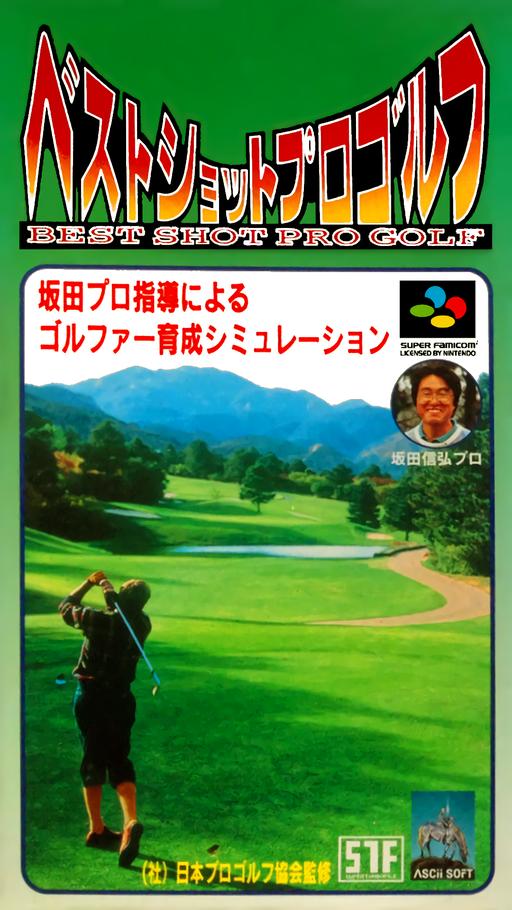 ベストショットプロゴルフ
BEST SHOT PRO GOLF
坂田プロ指導による
ゴルファー育成シミュレーション
SUPER FAMICOM
LICENSED BY NINTENDO
坂田信弘プロ
(社)日本プロゴルフ協会監修
STF
ASCII SOFT